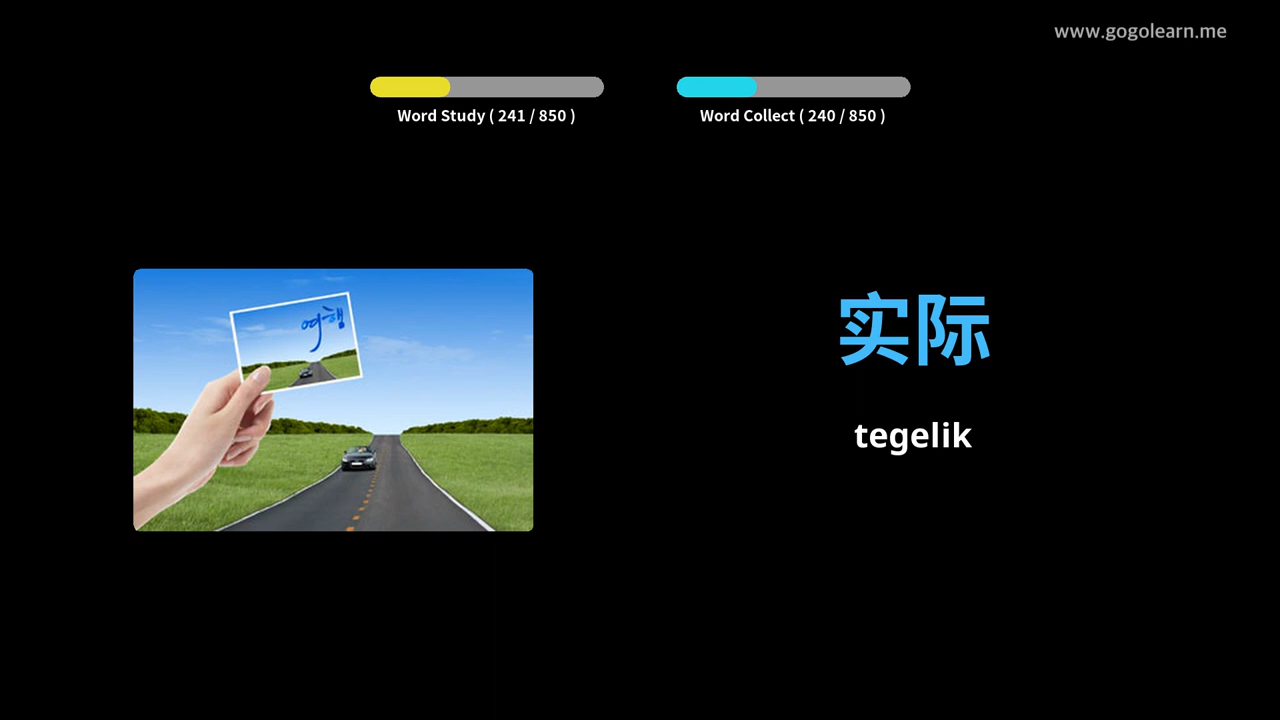 www.gogolearn.me
Word Study ( 241 / 850 )
Word Collect ( 240 / 850 )
여행
实际
tegelik